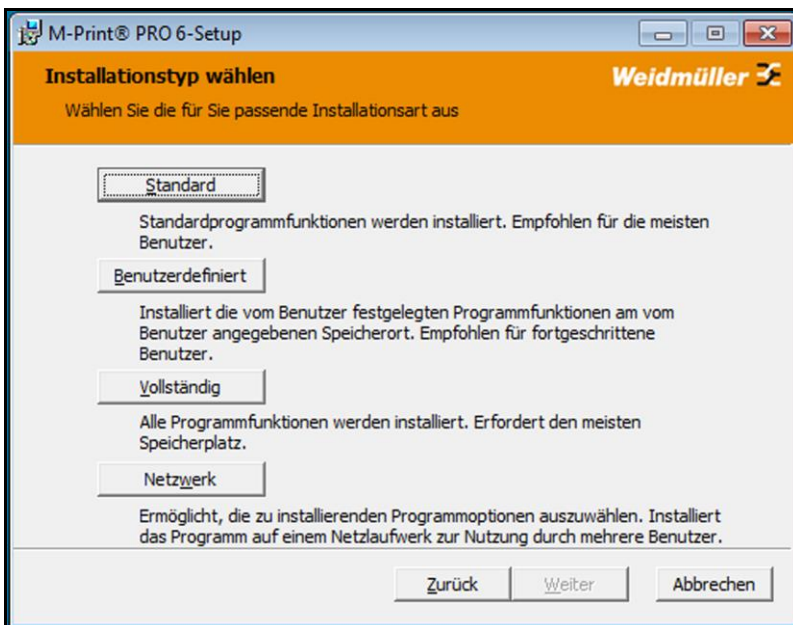 M-Print® PRO 6-Setup
Installationstyp wählen
Weidmüller
Wählen Sie die für Sie passende Installationsart aus
Standard
Standardprogrammfunktionen werden installiert. Empfohlen für die meisten
Benutzer.
Benutzerdefiniert
Installiert die vom Benutzer festgelegten Programmfunktionen am vom
Benutzer angegebenen Speicherort. Empfohlen für fortgeschrittene
Benutzer.
Vollständig
Alle Programmfunktionen werden installiert. Erfordert den meisten
Speicherplatz.
Netzwerk
Ermöglicht, die zu installierenden Programmoptionen auszuwählen. Installiert
das Programm auf einem Netzlaufwerk zur Nutzung durch mehrere Benutzer.
Zurück
Weiter
Abbrechen